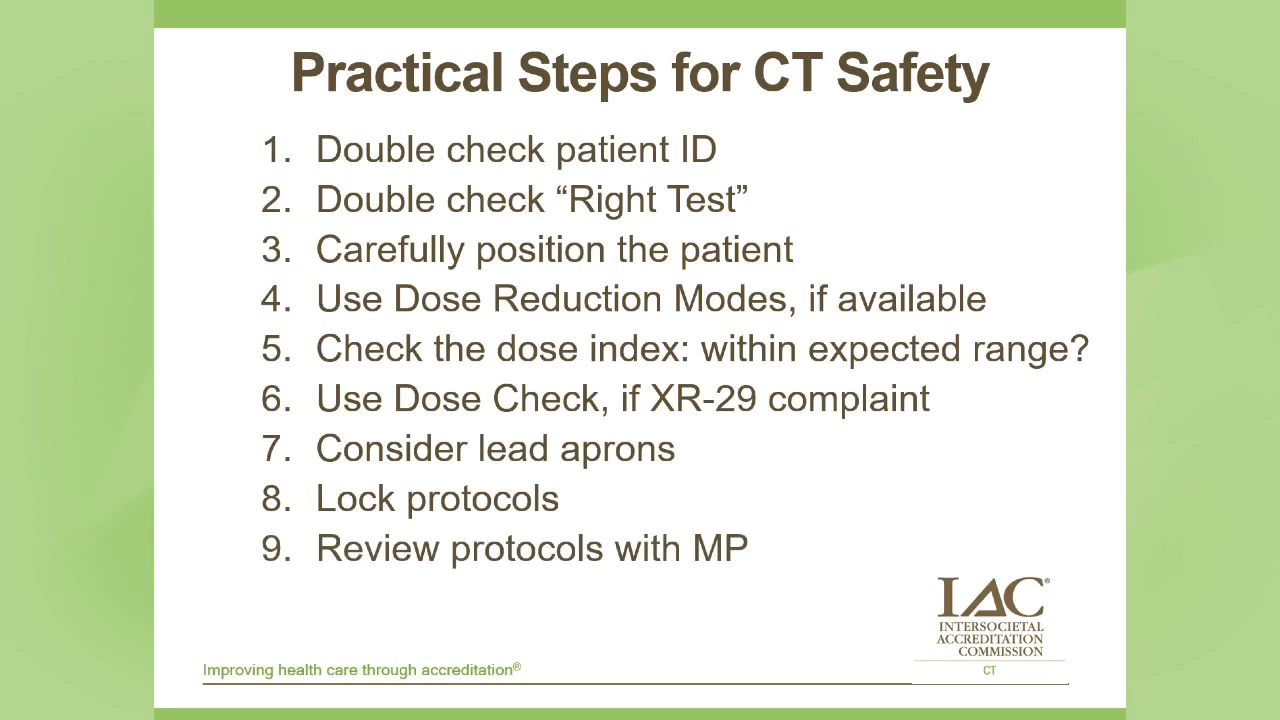 Practical Steps for CT Safety
1. Double check patient ID
2. Double check “Right Test”
3. Carefully position the patient
4. Use Dose Reduction Modes, if available
5. Check the dose index: within expected range?
6. Use Dose Check, if XR-29 complaint
7. Consider lead aprons
8. Lock protocols
9. Review protocols with MP
IAC®
INTERSOCIETAL
ACCREDITATION
COMMISSION
CT
Improving health care through accreditation®